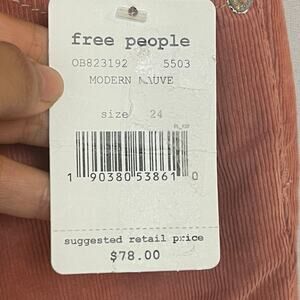 free people
OB823192 5503
MODERN MAUVE
size 24
1 90380 53861 0
suggested retail price
$78.00